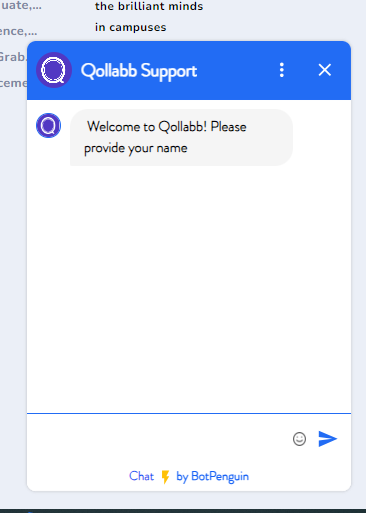 uate,...
the brilliant minds
ence,...
in campuses
Grab
ceme
Qollabb Support
Welcome to Qollabb! Please
provide your name
Chat ⚡ by BotPenguin